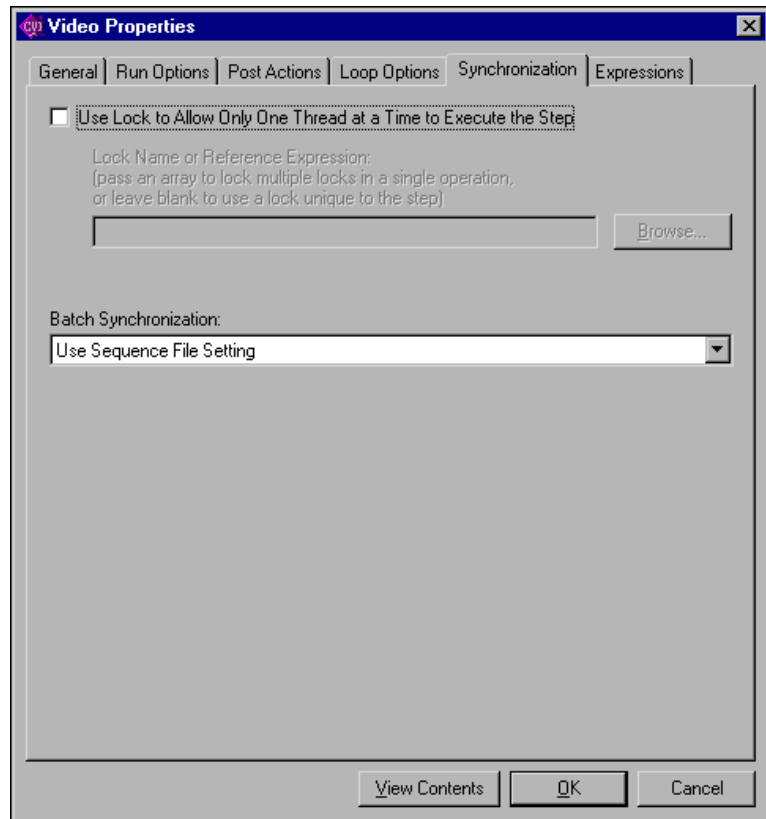 CVI Video Properties
General Run Options Post Actions Loop Options Synchronization Expressions
Use Lock to Allow Only One Thread at a Time to Execute the Step
Lock Name or Reference Expression:
(pass an array to lock multiple locks in a single operation,
or leave blank to use a lock unique to the step)
Browse...
Batch Synchronization:
Use Sequence File Setting
View Contents OK Cancel